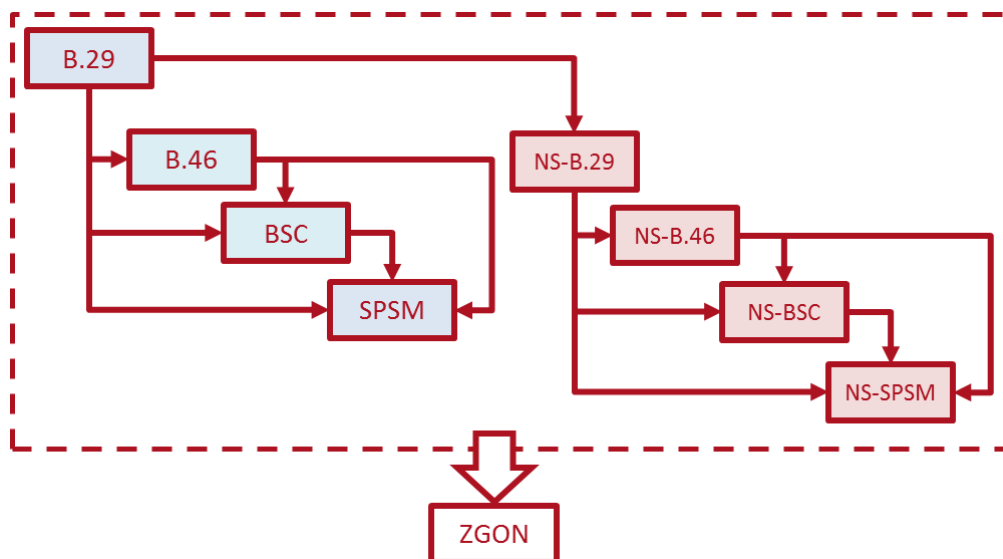 B.29
B.46
NS-B.29
BSC
NS-B.46
SPSM
NS-BSC
NS-SPSM
ZGON